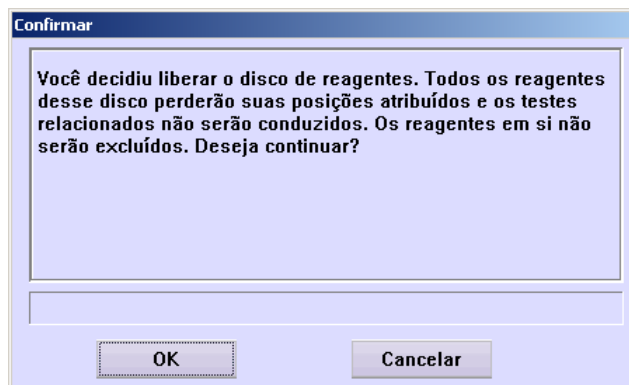 Confirmar
Você decidiu liberar o disco de reagentes. Todos os reagentes
desse disco perderão suas posições atribuídos e os testes
relacionados não serão conduzidos. Os reagentes em si não
serão excluídos. Deseja continuar?
OK
Cancelar